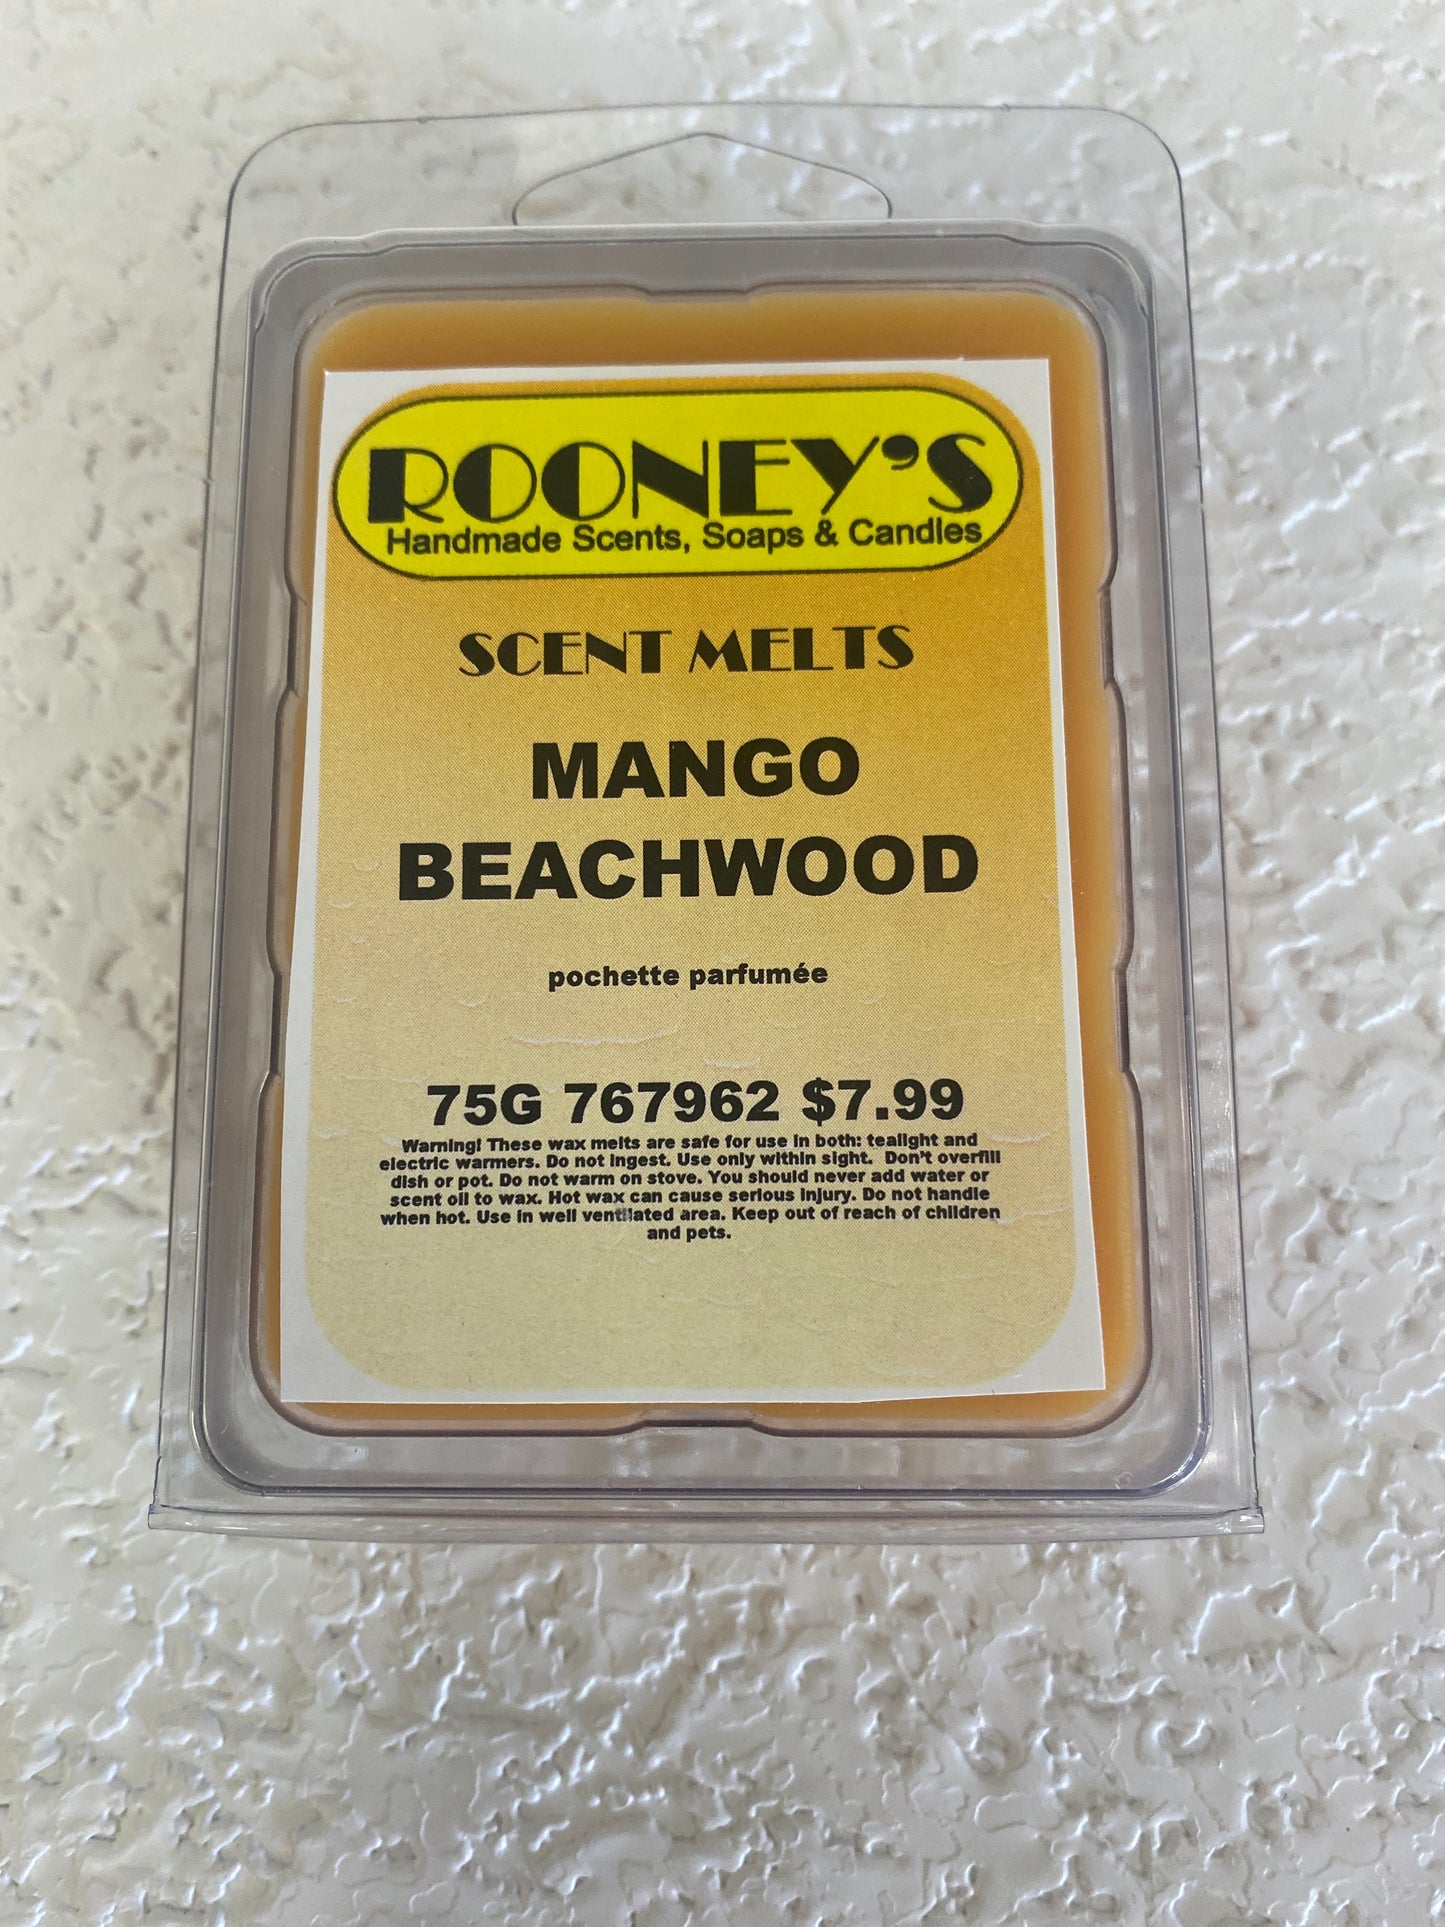 ROONEY'S
Handmade Scents, Soaps & Candles
SCENT MELTS
MANGO
BEACHWOOD
pochette parfumée
75G 767962 $7.99
Warning! These wax melts are safe for use in both: tealight and
electric warmers. Do not ingest. Use only within sight.  Don't overfill
dish or pot. Do not warm on stove. You should never add water or
scent oil to wax. Hot wax can cause serious injury. Do not handle
when hot. Use in well ventilated area. Keep out of reach of children
and pets.